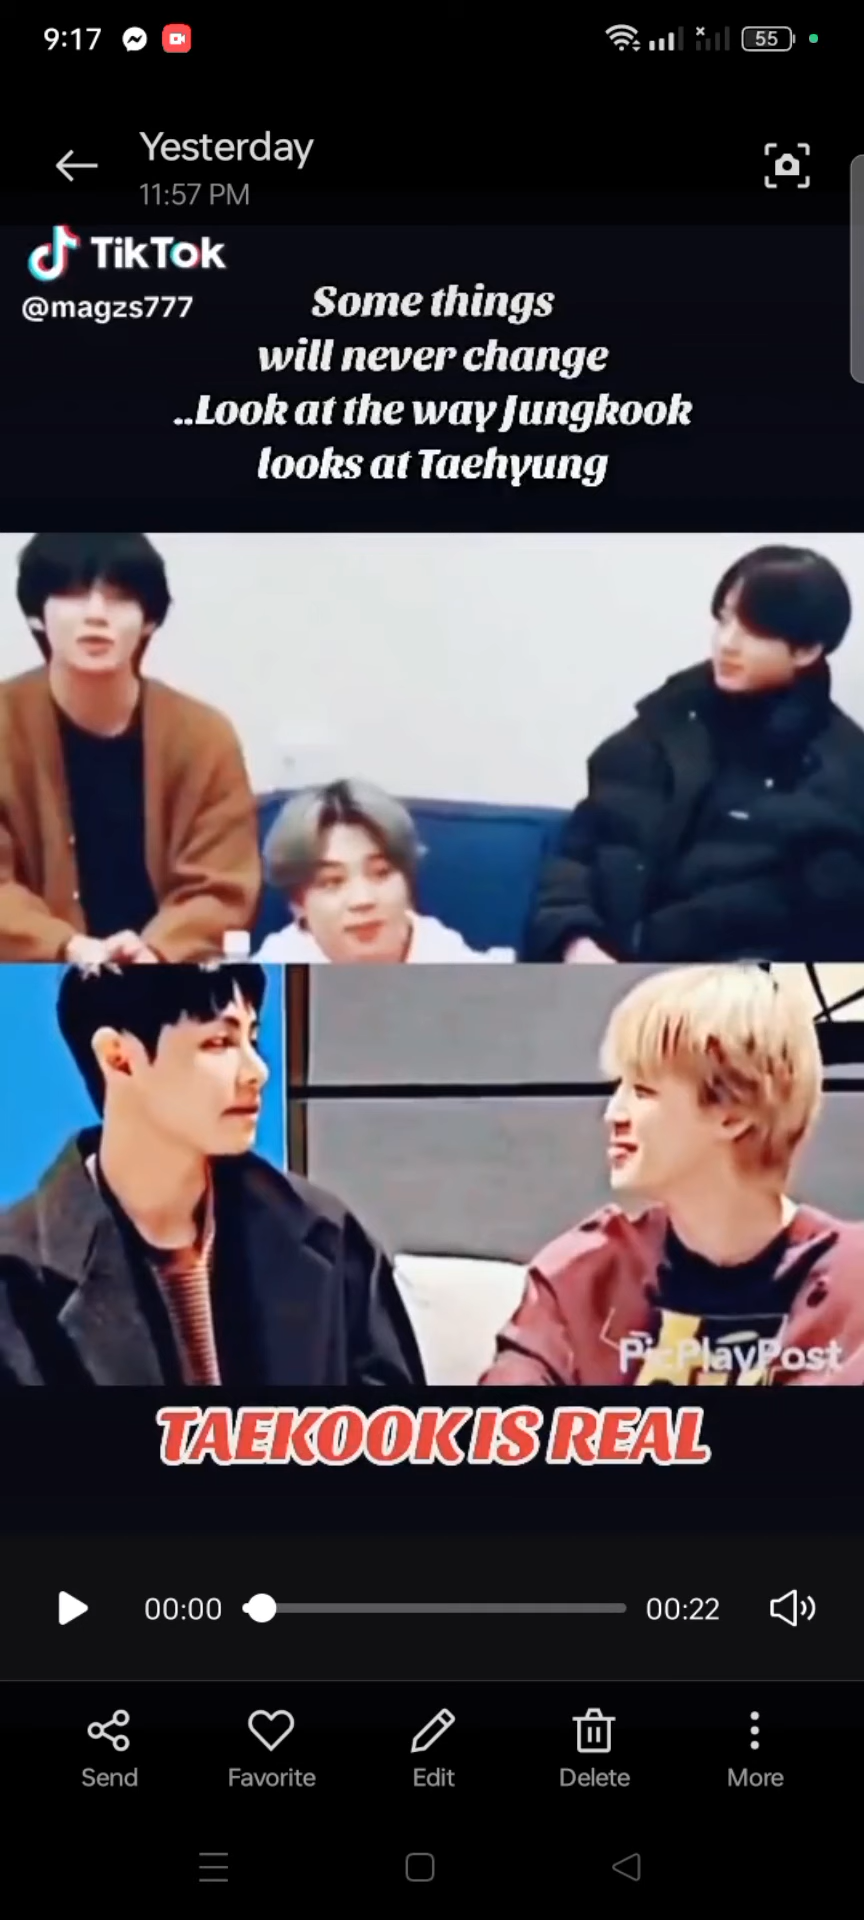 9:17
55
Yesterday
11:57 PM
TikTok
@magzs777
Some things
will never change
..Look at the way Jungkook
looks at Taehyung
PicPlayPost
TAEKOOK IS REAL
00:00
00:22
Send
Favorite
Edit
Delete
More